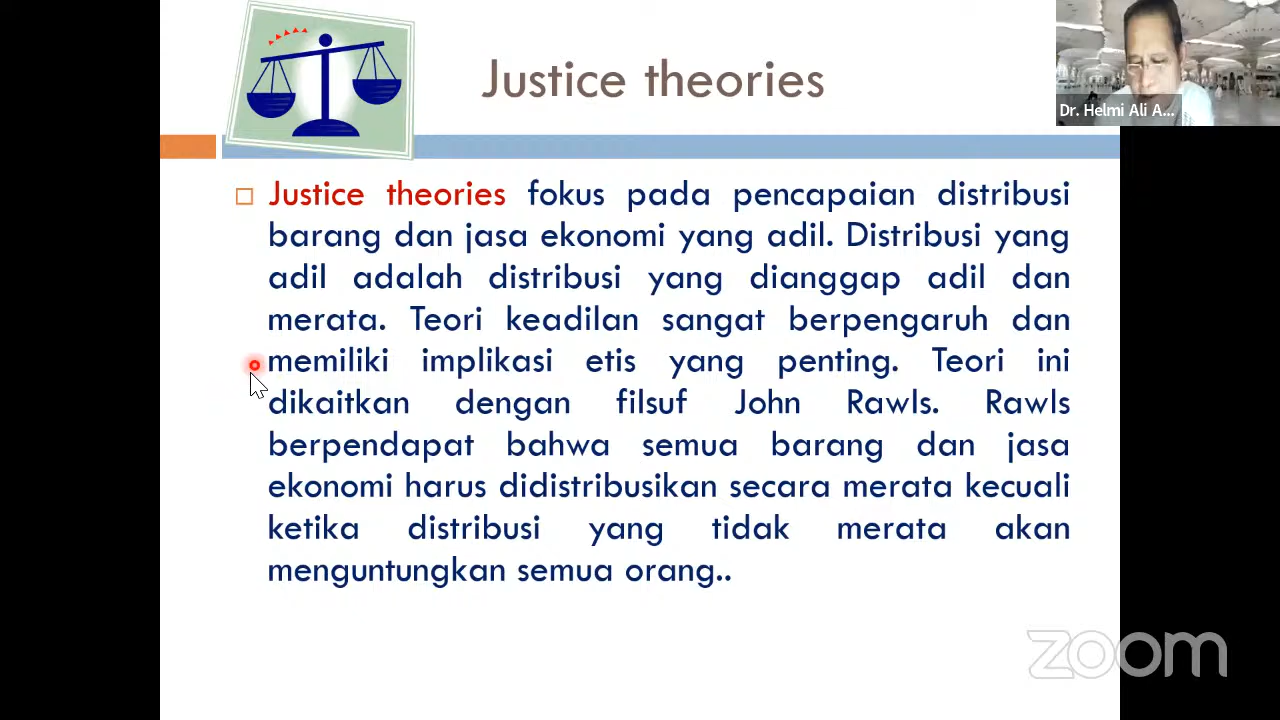 Justice theories
Dr. Helmi Ali A...
Justice theories fokus pada pencapaian distribusi
barang dan jasa ekonomi yang adil. Distribusi yang
adil adalah distribusi yang dianggap adil dan
merata. Teori keadilan sangat berpengaruh dan
memiliki implikasi etis yang penting. Teori ini
dikaitkan dengan filsuf John Rawls. Rawls
berpendapat bahwa semua barang dan jasa
ekonomi harus didistribusikan secara merata kecuali
ketika distribusi yang tidak merata akan
menguntungkan semua orang..
zoom